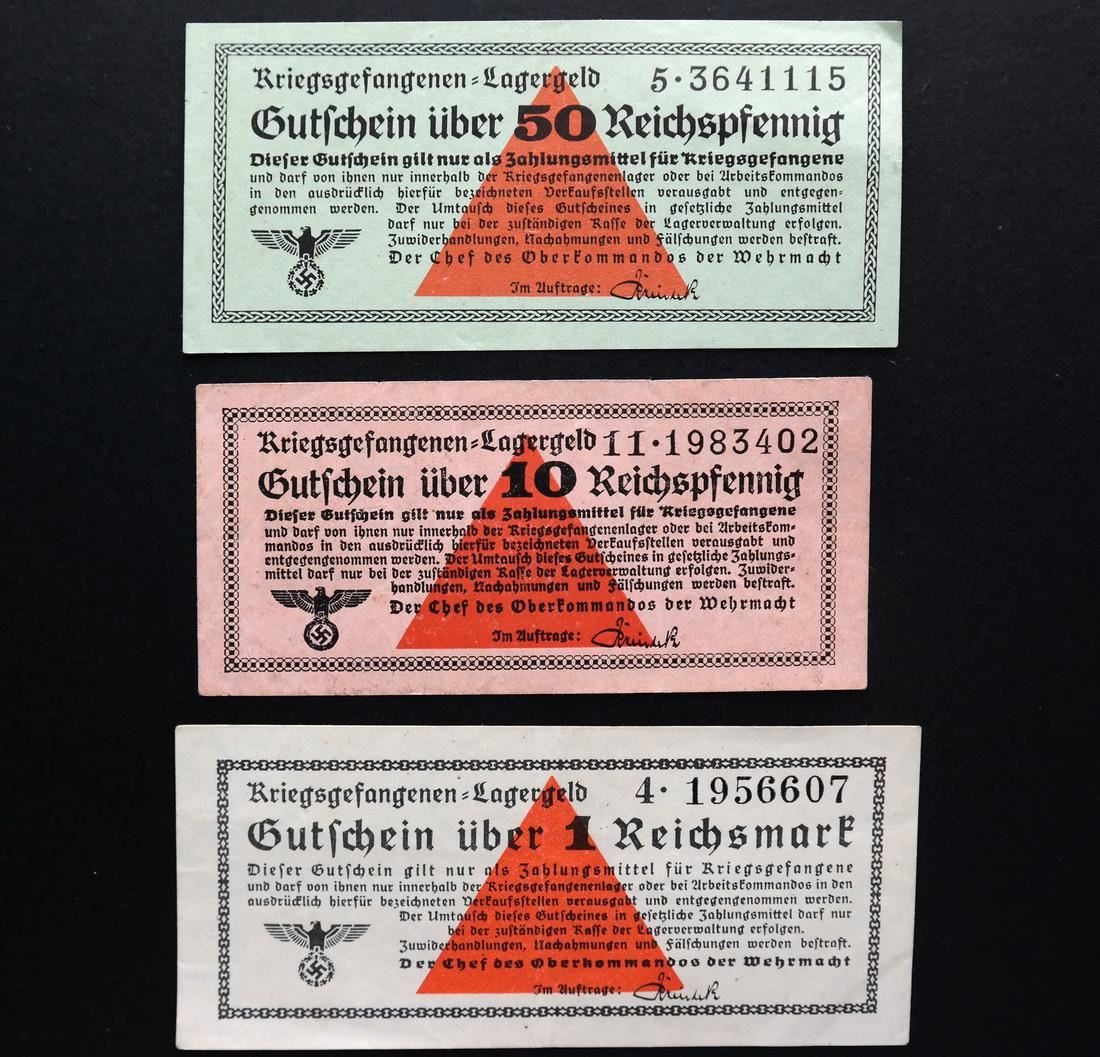 Kriegsgefangenen=Lagergeld 5·3641115
Gutschein über 50 Reichspfennig
Dieser Gutschein gilt nur als Zahlungsmittel für Kriegsgefangene
und darf von ihnen nur innerhalb der Kriegsgefangenenlager oder bei Arbeitskommandos
in den ausdrücklich hierfür bezeichneten Verkaufsstellen verausgabt und entgegen-
genommen werden. Der Umtausch dieses Gutscheines in gesetzliche Zahlungsmittel
darf nur bei der zuständigen Kasse der Lagerverwaltung erfolgen.
Zuwiderhandlungen, Nachahmungen und Fälschungen werden bestraft.
Der Chef des Oberkommandos der Wehrmacht
Im Auftrage:
Kriegsgefangenen=Lagergeld 11·1983402
Gutschein über 10 Reichspfennig
Dieser Gutschein gilt nur als Zahlungsmittel für Kriegsgefangene
und darf von ihnen nur innerhalb der Kriegsgefangenenlager oder bei Arbeitskom-
mandos in den ausdrücklich hierfür bezeichneten Verkaufsstellen verausgabt und
entgegengenommen werden. Der Umtausch dieses Gutscheines in gesetzliche Zahlungs-
mittel darf nur bei der zuständigen Kasse der Lagerverwaltung erfolgen. Zuwider-
handlungen, Nachahmungen und Fälschungen werden bestraft.
Der Chef des Oberkommandos der Wehrmacht
Im Auftrage:
Kriegsgefangenen=Lagergeld 4· 1956607
Gutschein über 1 Reichsmark
Dieser Gutschein gilt nur als Zahlungsmittel für Kriegsgefangene
und darf von ihnen nur innerhalb der Kriegsgefangenenlager oder bei Arbeitskommandos in den
ausdrücklich hierfür bezeichneten Verkaufsstellen verausgabt und entgegengenommen werden.
Der Umtausch dieses Gutscheines in gesetzliche Zahlungsmittel darf nur
bei der zuständigen Kasse der Lagerverwaltung erfolgen.
Zuwiderhandlungen, Nachahmungen und Fälschungen werden bestraft.
Der Chef des Oberkommandos der Wehrmacht
Im Auftrage: